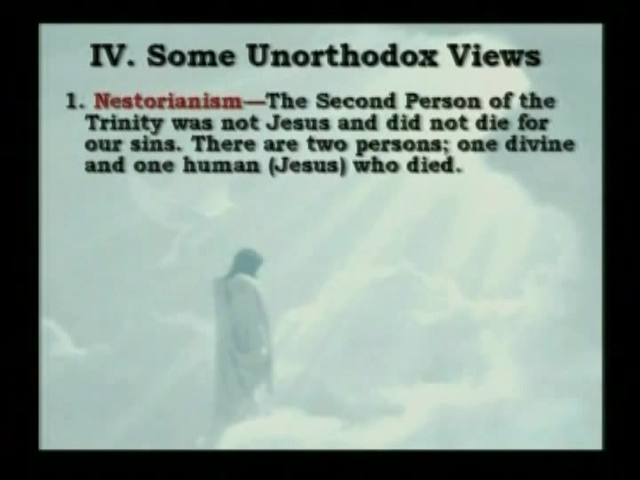 IV. Some Unorthodox Views
1. Nestorianism—The Second Person of the
Trinity was not Jesus and did not die for
our sins. There are two persons; one divine
and one human (Jesus) who died.